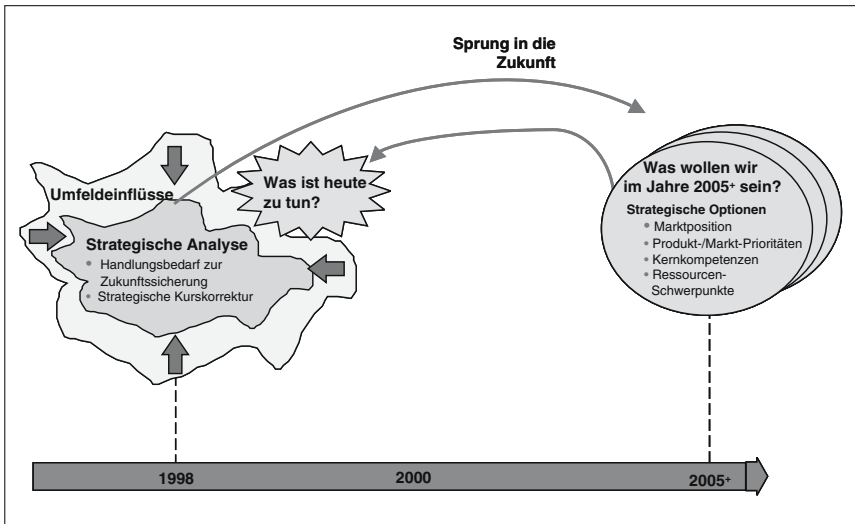 Sprung in die
Zukunft
Umfeldeinflüsse
Was ist heute
zu tun?
Strategische Analyse
• Handlungsbedarf zur
Zukunftssicherung
• Strategische Kurskorrektur
Was wollen wir
im Jahre 2005⁺ sein?
Strategische Optionen
• Marktposition
• Produkt-/Markt-Prioritäten
• Kernkompetenzen
• Ressourcen-
Schwerpunkte
1998
2000
2005⁺